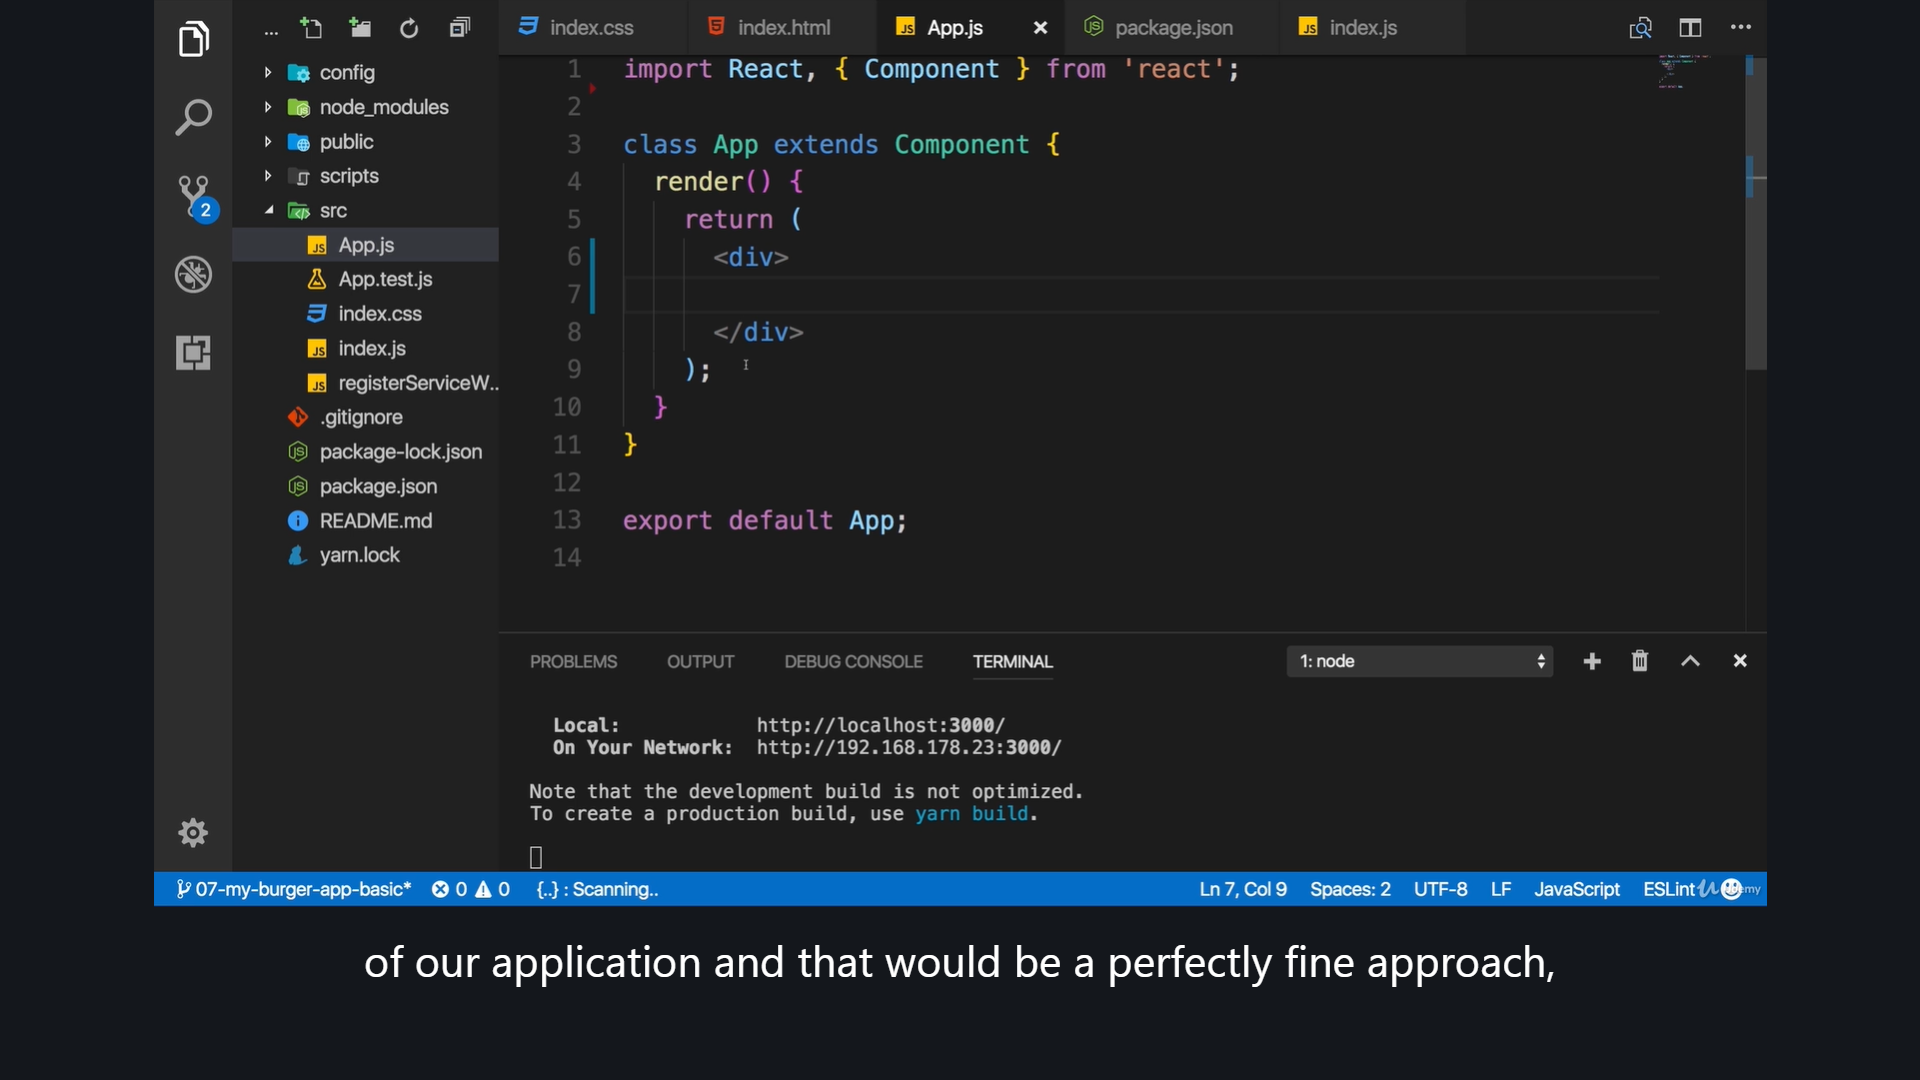 ...
index.css
index.html
App.js
package.json
index.js
config
node_modules
public
scripts
src
App.js
App.test.js
index.css
index.js
registerServiceW...
.gitignore
package-lock.json
package.json
README.md
yarn.lock
2
1 import React, { Component } from 'react';
2
3 class App extends Component {
4 render() {
5 return (
6 <div>
7
8 </div>
9 );
10 }
11 }
12
13 export default App;
14
PROBLEMS OUTPUT DEBUG CONSOLE TERMINAL 1: node
Local: http://localhost:3000/
On Your Network: http://192.168.178.23:3000/
Note that the development build is not optimized.
To create a production build, use yarn build.
07-my-burger-app-basic* 0 0 {..} : Scanning.. Ln 7, Col 9 Spaces: 2 UTF-8 LF JavaScript ESLint
of our application and that would be a perfectly fine approach,